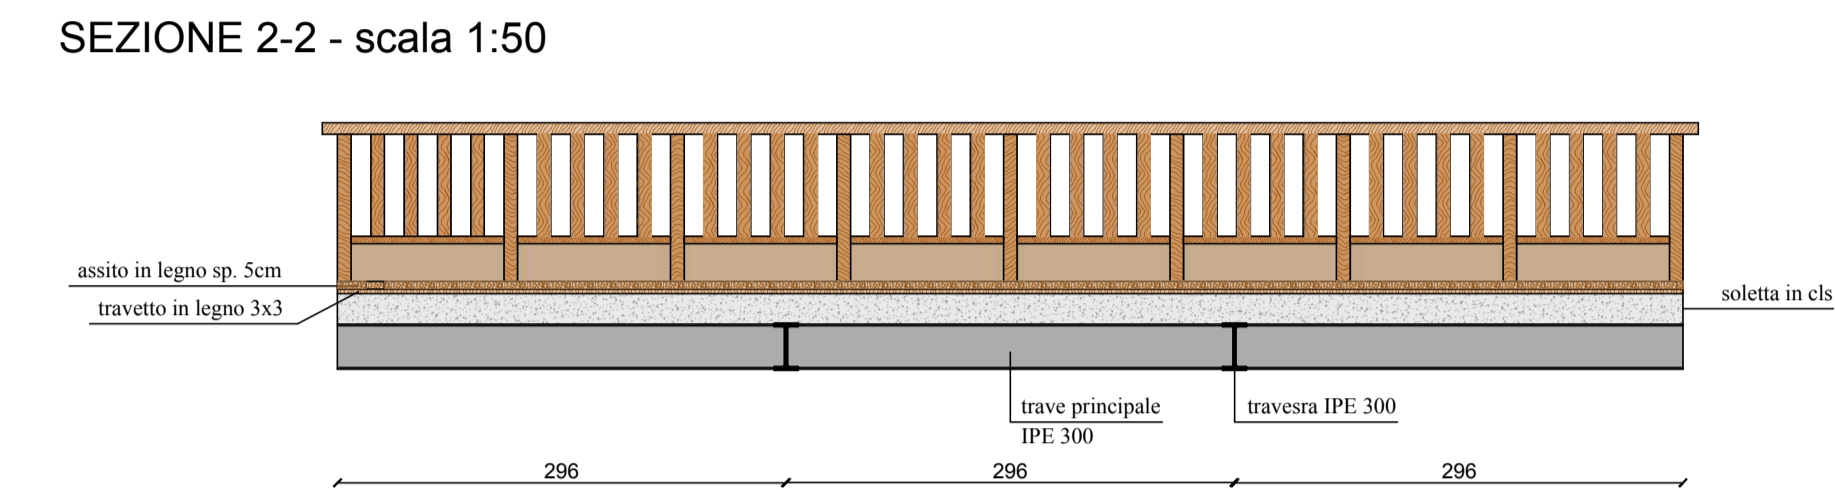 SEZIONE 2-2 - scala 1:50
assito in legno sp. 5cm
travetto in legno 3x3
soletta in cls
trave principale
IPE 300
travesra IPE 300
296
296
296